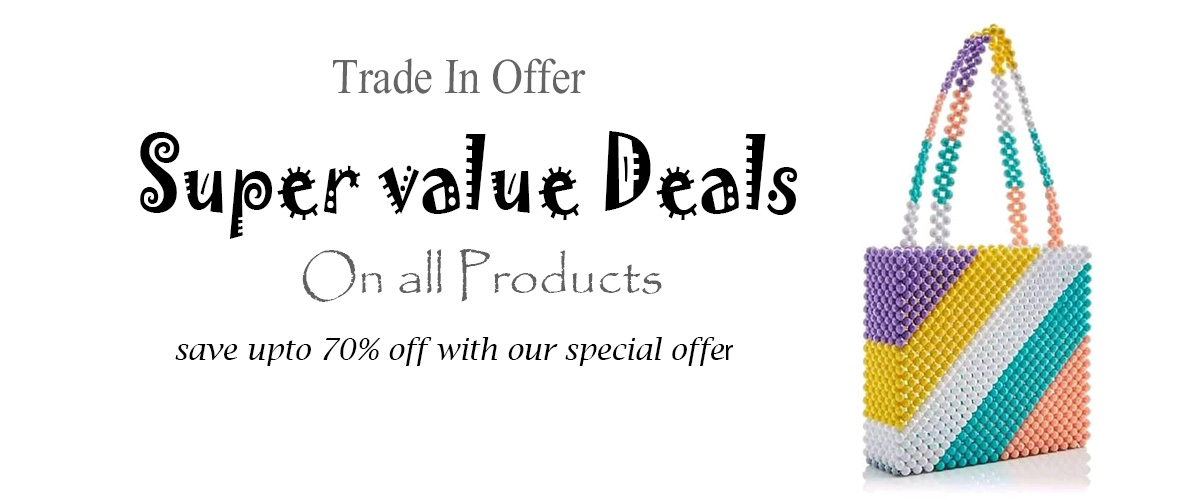 Trade In Offer
Super value Deals
On all Products
save upto 70% off with our special offer